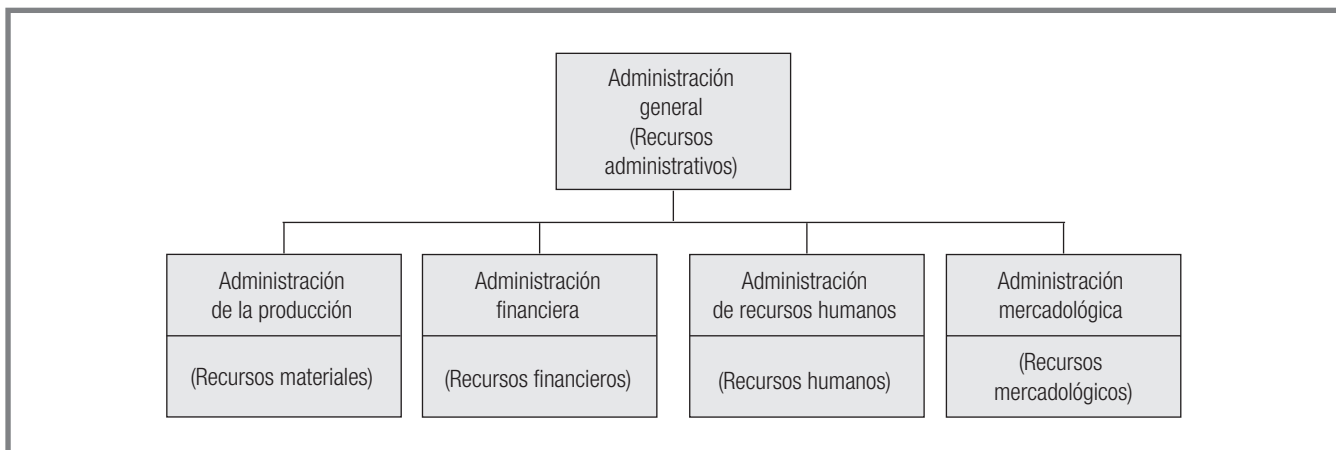 Administración
general
(Recursos
administrativos)
Administración
de la producción
(Recursos materiales)
Administración
financiera
(Recursos financieros)
Administración
de recursos humanos
(Recursos humanos)
Administración
mercadológica
(Recursos
mercadológicos)